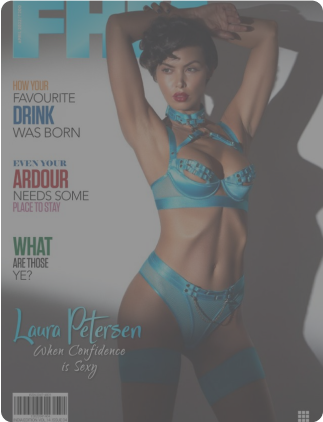 FHM
HOW YOUR
FAVOURITE
DRINK
WAS BORN
EVEN YOUR
ARDOUR
NEEDS SOME
PLACE TO STAY
WHAT
ARE THOSE
YE?
Laura Petersen
When Confidence
is Sexy